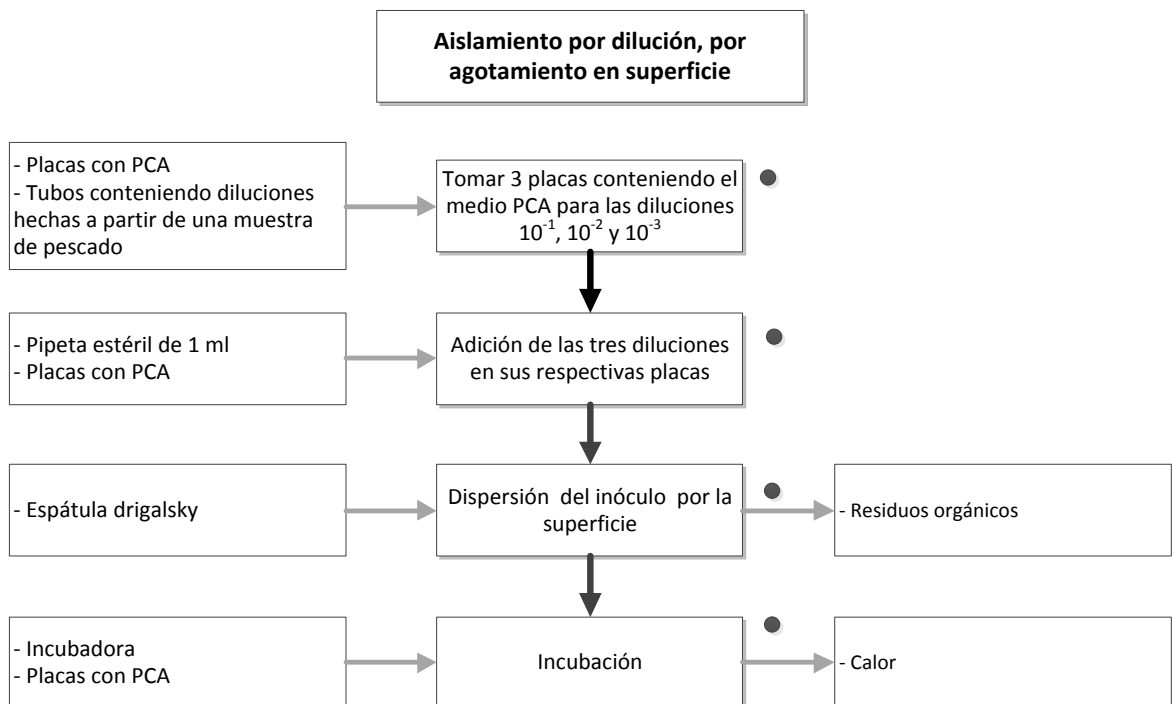 Aislamiento por dilución, por
agotamiento en superficie
- Placas con PCA
- Tubos conteniendo diluciones
hechas a partir de una muestra
de pescado
Tomar 3 placas conteniendo el
medio PCA para las diluciones
10⁻¹, 10⁻² y 10⁻³
- Pipeta estéril de 1 ml
- Placas con PCA
Adición de las tres diluciones
en sus respectivas placas
- Espátula drigalsky
Dispersión del inóculo por la
superficie
- Residuos orgánicos
- Incubadora
- Placas con PCA
Incubación
- Calor